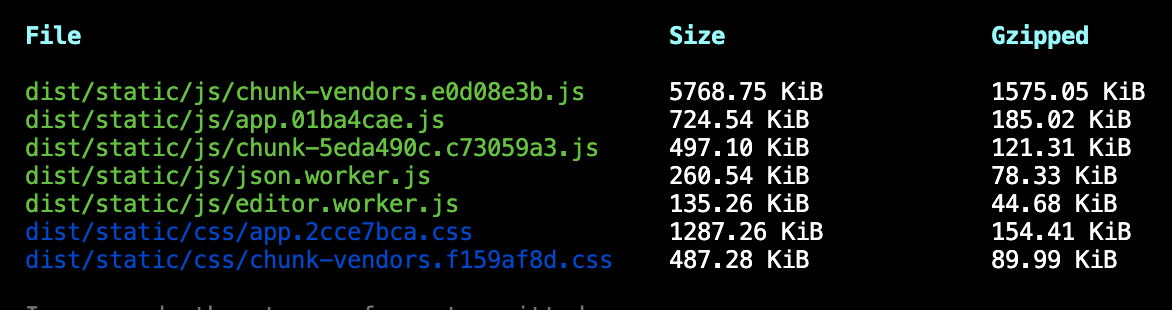 File Size Gzipped
dist/static/js/chunk-vendors.e0d08e3b.js 5768.75 KiB 1575.05 KiB
dist/static/js/app.01ba4cae.js 724.54 KiB 185.02 KiB
dist/static/js/chunk-5eda490c.c73059a3.js 497.10 KiB 121.31 KiB
dist/static/js/json.worker.js 260.54 KiB 78.33 KiB
dist/static/js/editor.worker.js 135.26 KiB 44.68 KiB
dist/static/css/app.2cce7bca.css 1287.26 KiB 154.41 KiB
dist/static/css/chunk-vendors.f159af8d.css 487.28 KiB 89.99 KiB